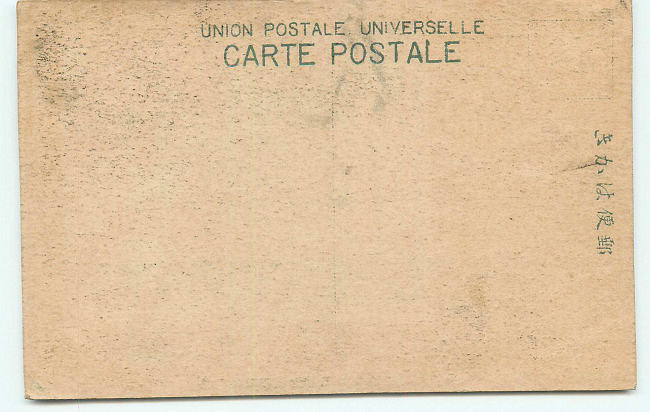 UNION POSTALE UNIVERSELLE
CARTE POSTALE
郵便はかき